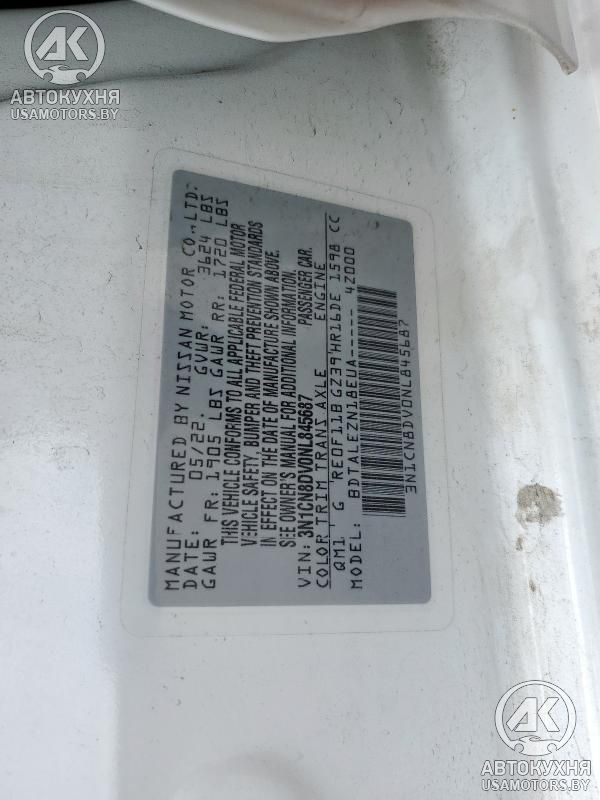 AK
АВТОКУХНЯ
USAMOTORS.BY
MANUFACTURED BY NISSAN MOTOR CO.,LTD.
DATE: 05/22. GVWR: 3624 LBS
GAWR FR: 1905 LBS GAWR RR: 1720 LBS
THIS VEHICLE CONFORMS TO ALL APPLICABLE FEDERAL MOTOR
VEHICLE SAFETY, BUMPER AND THEFT PREVENTION STANDARDS
IN EFFECT ON THE DATE OF MANUFACTURE SHOWN ABOVE.
SEE OWNER'S MANUAL FOR ADDITIONAL INFORMATION.
VIN: 3N1CN8DV0NL845687 PASSENGER CAR.
COLOR TRIM TRANS AXLE ENGINE
QM1 G RE0F11B GZ39 HR16DE 1598 CC
MODEL: BDTALEZN18EUA----- 4Z000
3N1CN8DV0NL845687
AK
АВТОКУХНЯ
USAMOTORS.BY